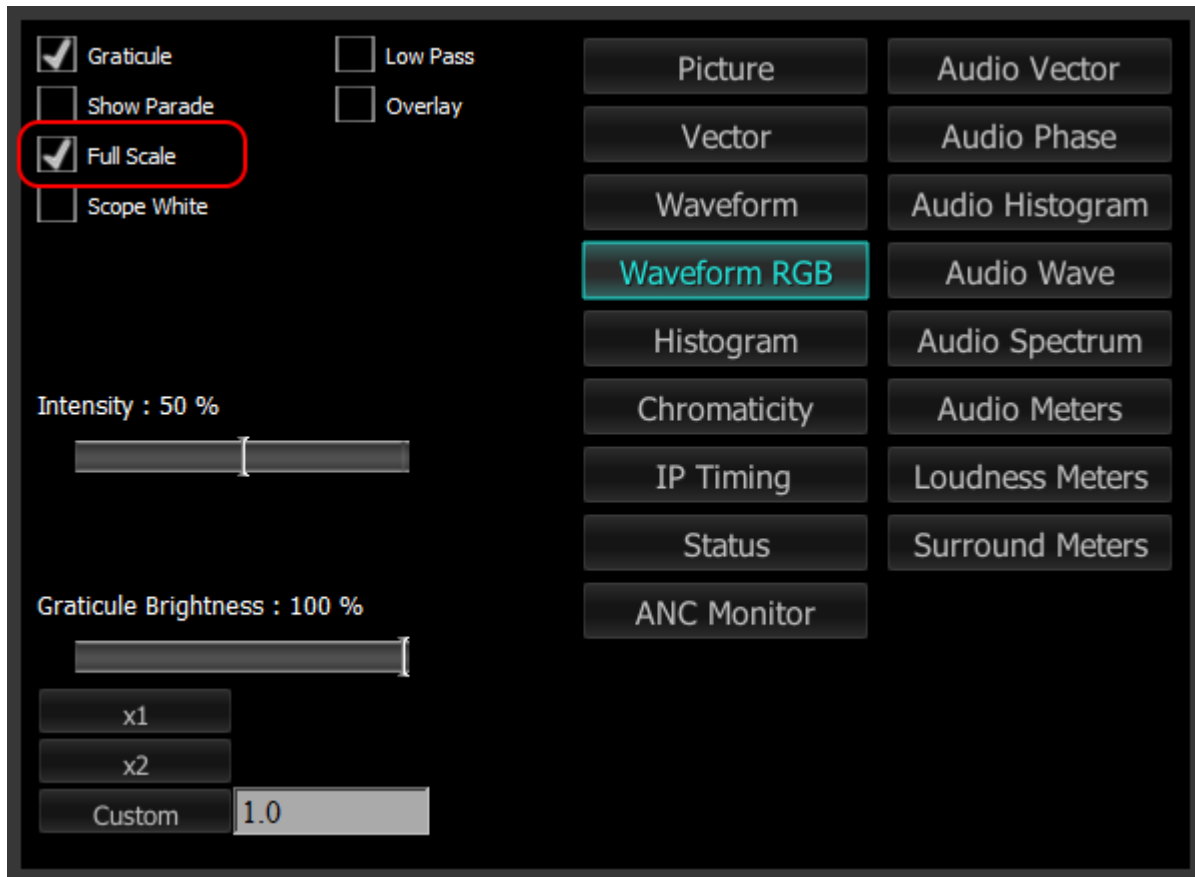 Graticule
Low Pass
Show Parade
Overlay
Full Scale
Scope White
Intensity : 50 %
Graticule Brightness : 100 %
x1
x2
Custom
1.0
Picture
Audio Vector
Vector
Audio Phase
Waveform
Audio Histogram
Waveform RGB
Audio Wave
Histogram
Audio Spectrum
Chromaticity
Audio Meters
IP Timing
Loudness Meters
Status
Surround Meters
ANC Monitor